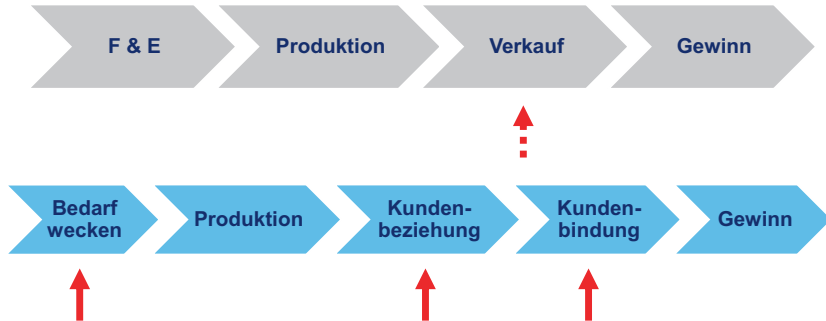 F & E
Produktion
Verkauf
Gewinn
Bedarf
wecken
Produktion
Kunden-
beziehung
Kunden-
bindung
Gewinn